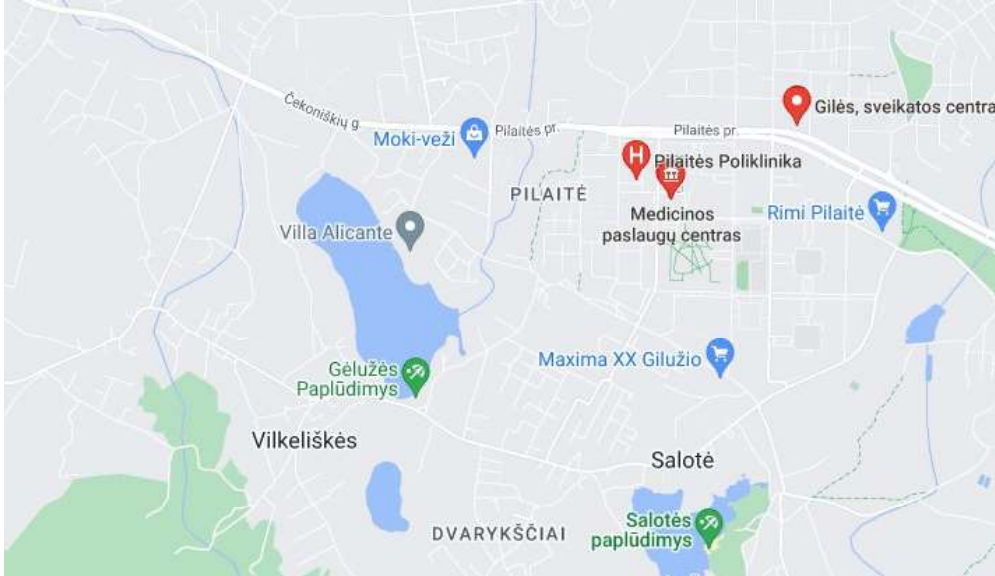 Čekoniškių g.
Moki-veži
Pilaitės pr.
Pilaitės pr.
Gilės, sveikatos centra
Pilaitės Poliklinika
PILAITĖ
Medicinos
paslaugų centras
Rimi Pilaitė
Villa Alicante
Maxima XX Gilužio
Gėlužės
Paplūdimys
Vilkeliškės
Salotė
Salotės
paplūdimys
DVARYKŠČIAI